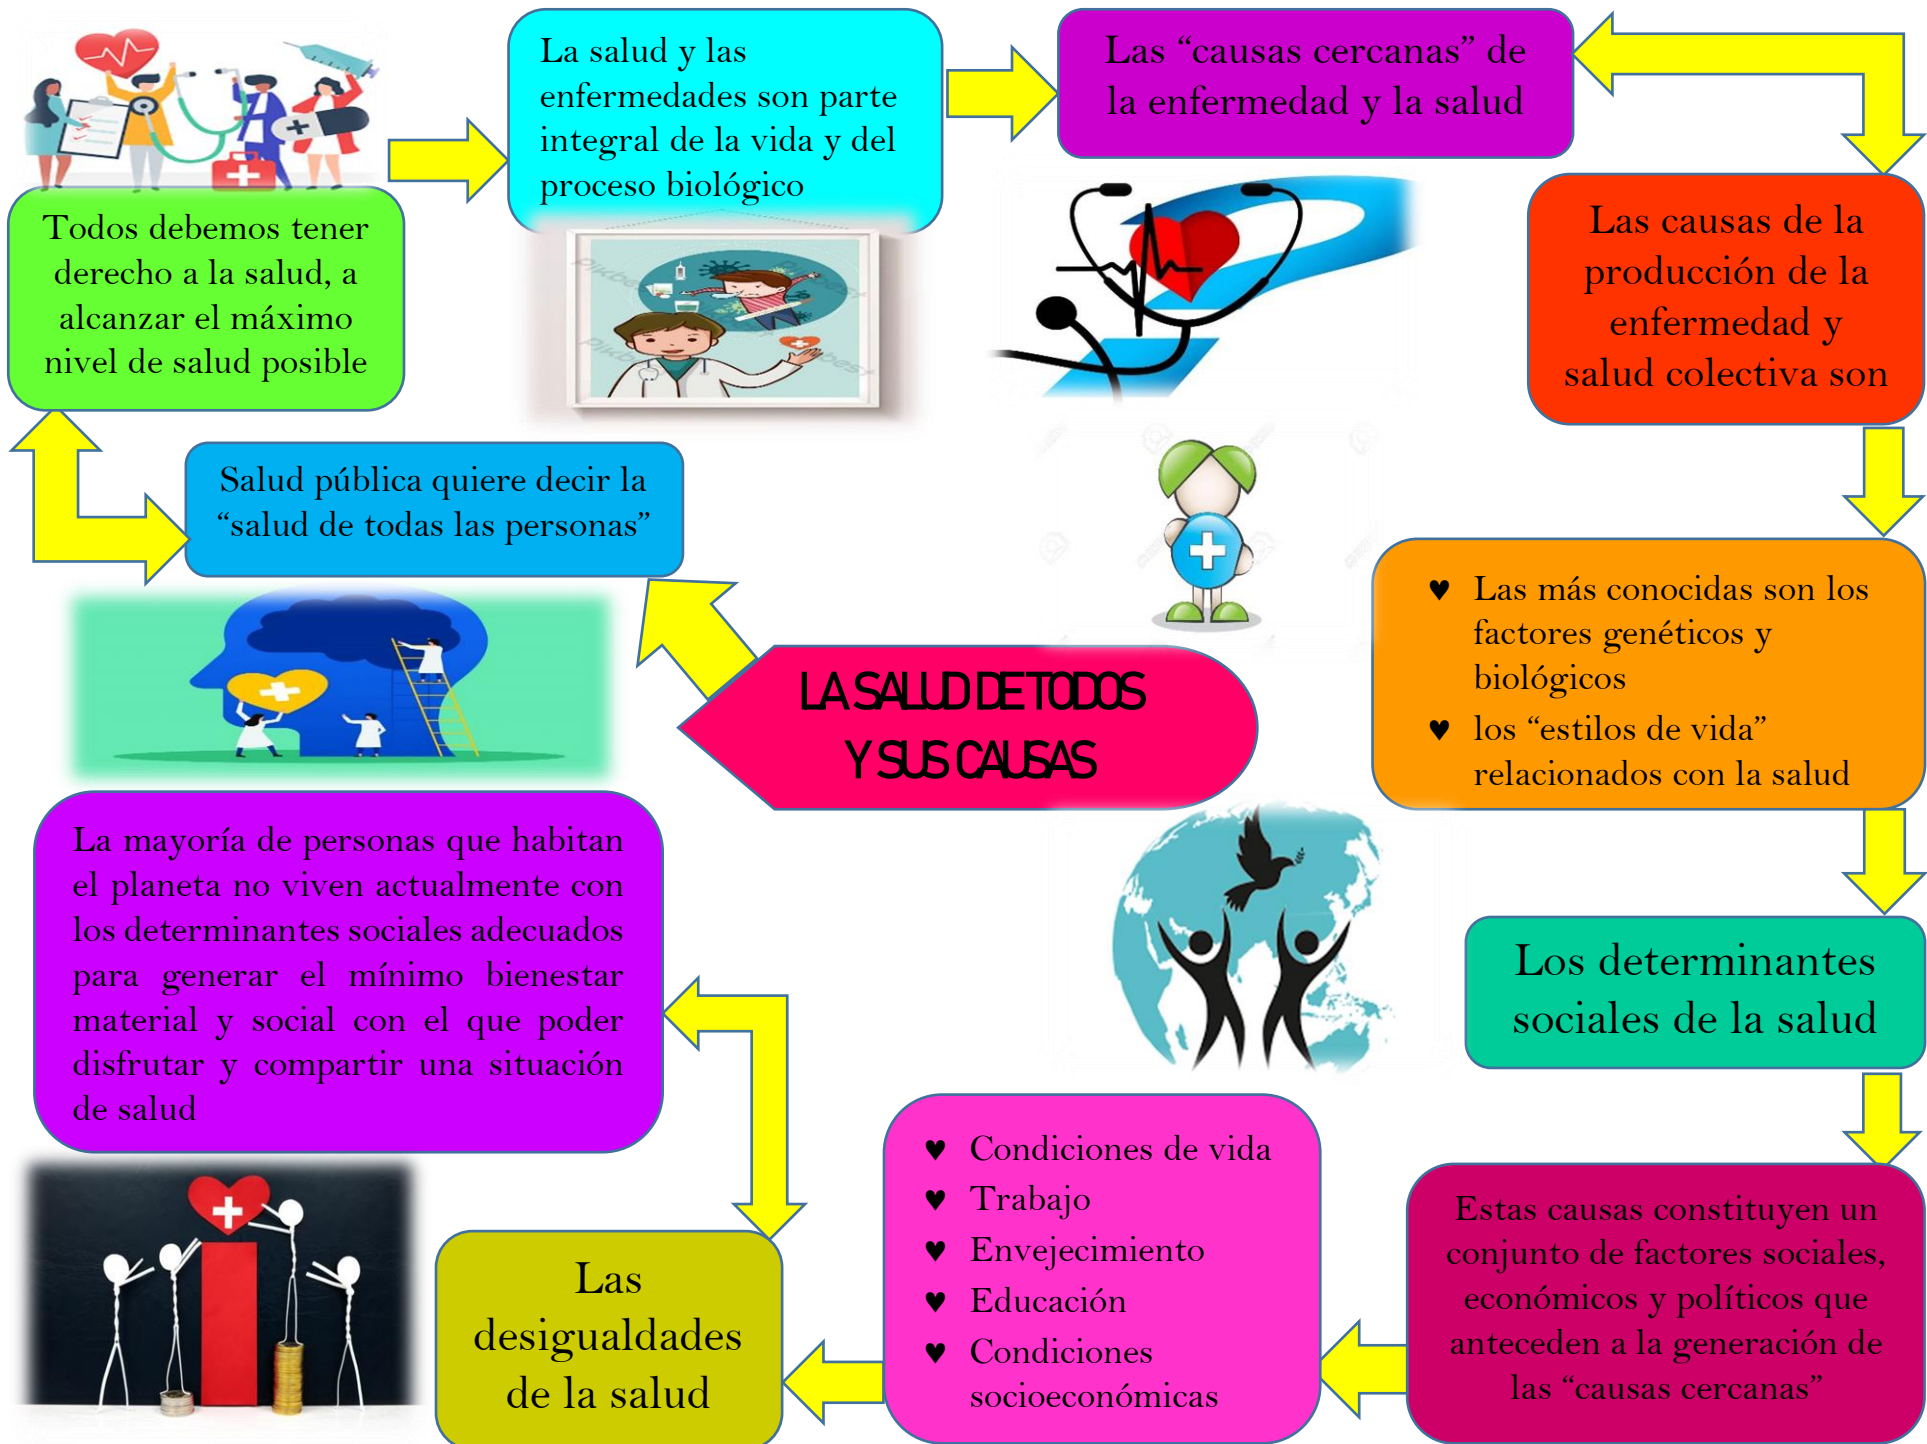 LA SALUD DE TODOS
Y SUS CAUSAS
Salud pública quiere decir la
“salud de todas las personas”
Todos debemos tener
derecho a la salud, a
alcanzar el máximo
nivel de salud posible
La salud y las
enfermedades son parte
integral de la vida y del
proceso biológico
Las “causas cercanas” de
la enfermedad y la salud
Las causas de la
producción de la
enfermedad y
salud colectiva son
♥ Las más conocidas son los
factores genéticos y
biológicos
♥ los “estilos de vida”
relacionados con la salud
Los determinantes
sociales de la salud
Estas causas constituyen un
conjunto de factores sociales,
económicos y políticos que
anteceden a la generación de
las “causas cercanas”
♥ Condiciones de vida
♥ Trabajo
♥ Envejecimiento
♥ Educación
♥ Condiciones
socioeconómicas
Las
desigualdades
de la salud
La mayoría de personas que habitan
el planeta no viven actualmente con
los determinantes sociales adecuados
para generar el mínimo bienestar
material y social con el que poder
disfrutar y compartir una situación
de salud